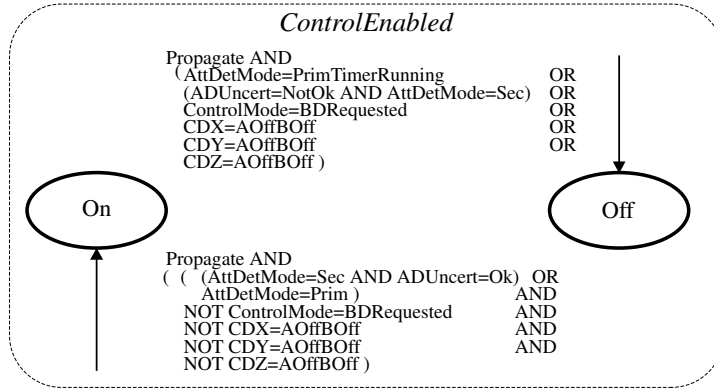 ControlEnabled
Propagate AND
( AttDetMode=PrimTimerRunning OR
(ADUncert=NotOk AND AttDetMode=Sec) OR
ControlMode=BDRequested OR
CDX=AOffBOff OR
CDY=AOffBOff OR
CDZ=AOffBOff )
On
Off
Propagate AND
( ( (AttDetMode=Sec AND ADUncert=Ok) OR
AttDetMode=Prim ) AND
NOT ControlMode=BDRequested AND
NOT CDX=AOffBOff AND
NOT CDY=AOffBOff AND
NOT CDZ=AOffBOff )